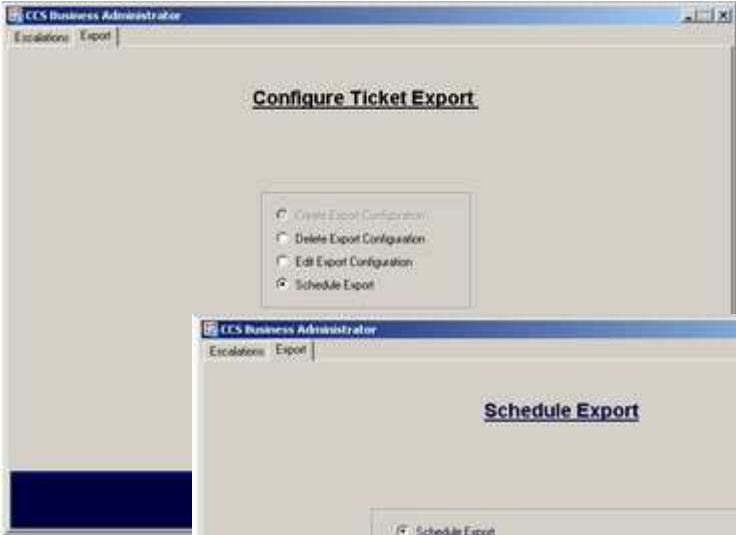 CCS Business Administrator
Escalations Export
Configure Ticket Export
Create Export Configuration
Delete Export Configuration
Edit Export Configuration
Schedule Export
CCS Business Administrator
Escalations Export
Schedule Export
Schedule Export